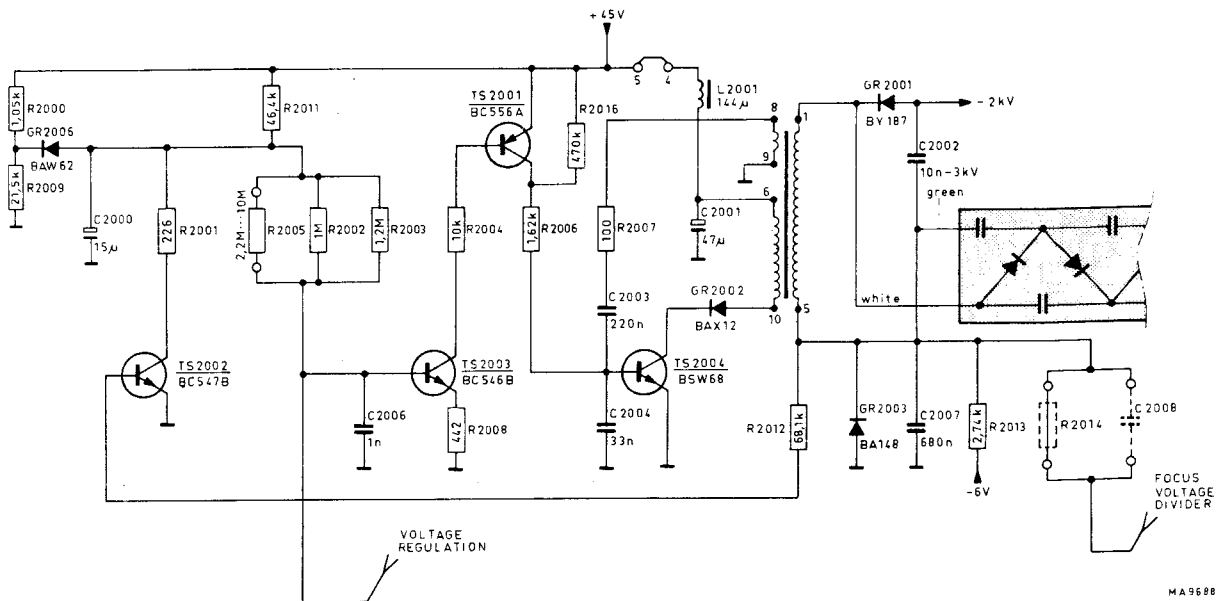 +45V
1,05k
R2000
GR2006
BAW62
21,5k
R2009
C2000
15µ
226
R2001
46,4k
R2011
2,2M...10M
R2005
1M
R2002
1,2M
R2003
10k
R2004
TS2001
BC556A
R2016
470k
1,62k
R2006
100
R2007
5
4
L2001
144µ
8
9
6
10
1
5
C2001
47µ
GR2002
BAX12
C2003
220n
TS2002
BC547B
TS2003
BC546B
TS2004
BSW68
C2006
1n
442
R2008
C2004
33n
R2012
68,1k
GR2001
BY187
-2kV
C2002
10n-3kV
green
white
GR2003
BA148
C2007
680n
2,74k
R2013
-6V
R2014
C2008
FOCUS
VOLTAGE
DIVIDER
VOLTAGE
REGULATION
MA9688